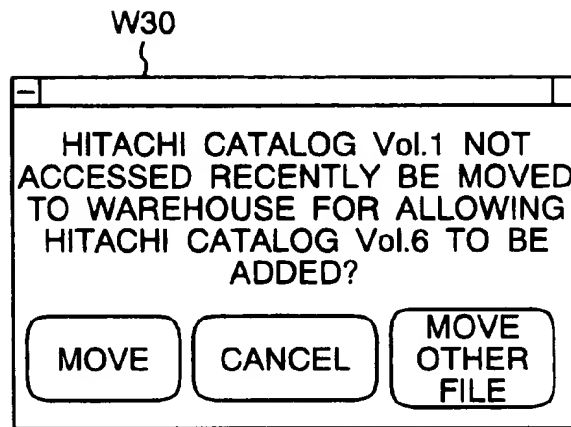 W30
HITACHI CATALOG Vol.1 NOT
ACCESSED RECENTLY BE MOVED
TO WAREHOUSE FOR ALLOWING
HITACHI CATALOG Vol.6 TO BE
ADDED?
MOVE
CANCEL
MOVE
OTHER
FILE